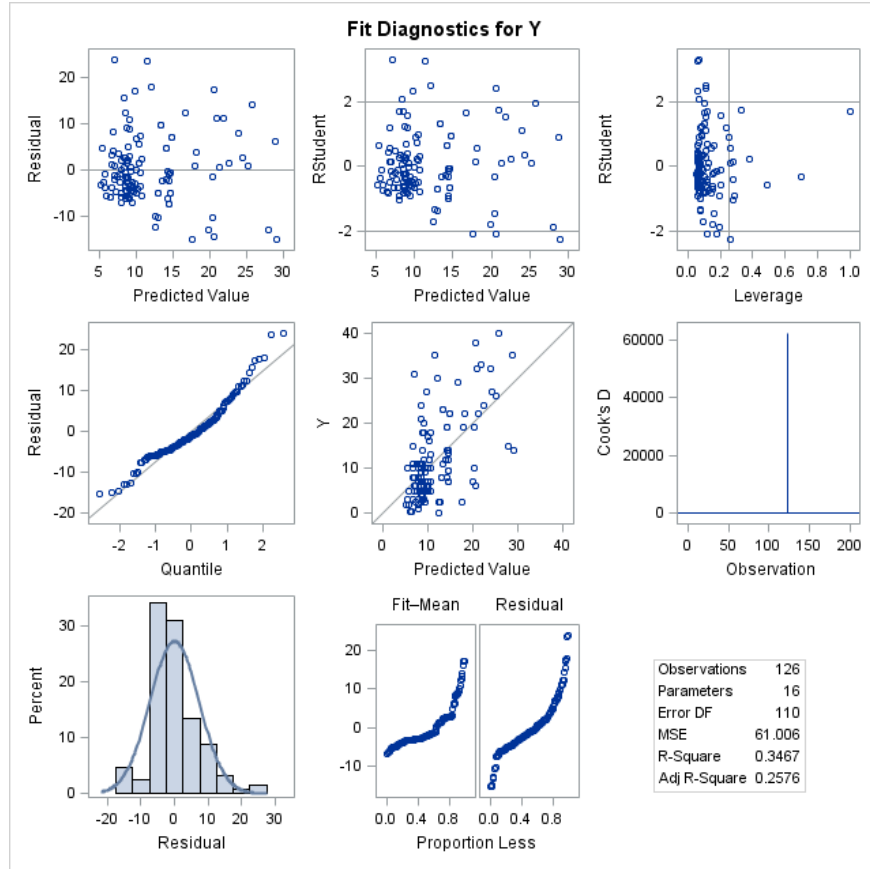 Fit Diagnostics for Y
Residual
20
10
0
-10
5 10 15 20 25 30
Predicted Value
RStudent
2
0
-2
5 10 15 20 25 30
Predicted Value
RStudent
2
0
-2
0.0 0.2 0.4 0.6 0.8 1.0
Leverage
Residual
20
10
0
-10
-20
-2 -1 0 1 2
Quantile
Y
40
30
20
10
0
0 10 20 30 40
Predicted Value
Cook's D
60000
40000
20000
0
0 50 100 150 200
Observation
Percent
30
20
10
0
-20 -10 0 10 20 30
Residual
Fit–Mean Residual
20
10
0
-10
0.0 0.4 0.8 0.0 0.4 0.8
Proportion Less
Observations 126
Parameters 16
Error DF 110
MSE 61.006
R-Square 0.3467
Adj R-Square 0.2576